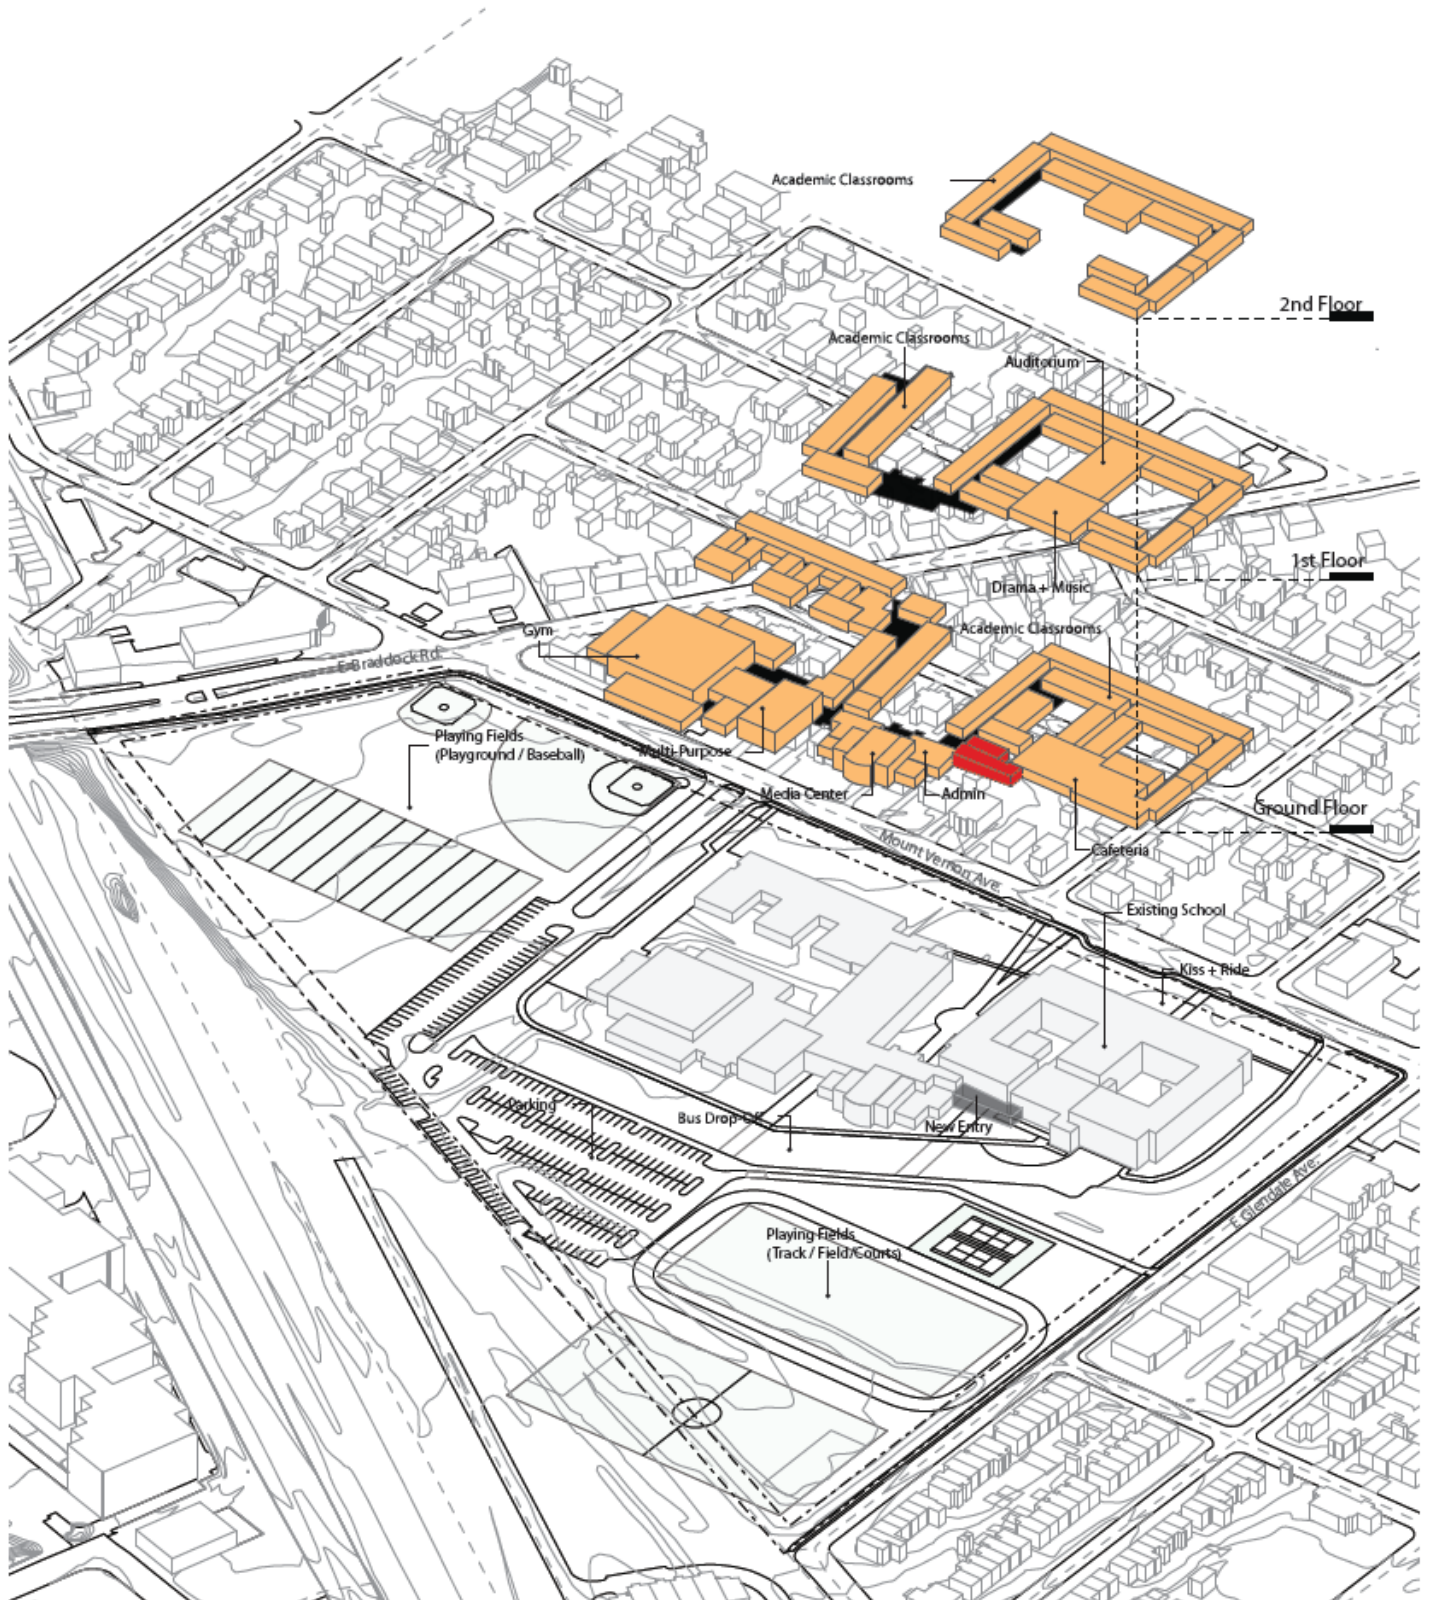 Academic Classrooms
2nd Floor
Academic Classrooms
Auditorium
1st Floor
Drama + Music
Academic Classrooms
Gym
E Braddock Rd.
Playing Fields
(Playground / Baseball)
Multi-Purpose
Media Center
Admin
Ground Floor
Mount Vernon Ave.
Cafeteria
Existing School
Kiss + Ride
Parking
Bus Drop-Off
New Entry
E Glendale Ave.
Playing Fields
(Track / Field/Courts)